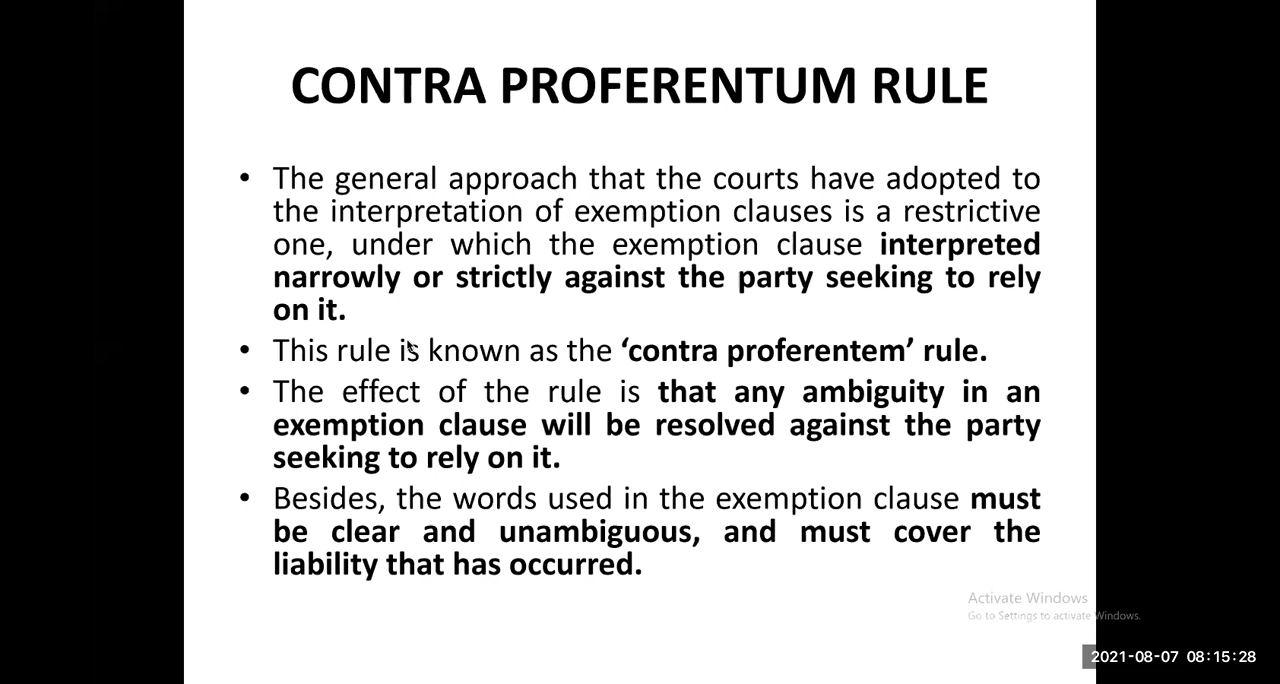 CONTRA PROFERENTUM RULE
• The general approach that the courts have adopted to
the interpretation of exemption clauses is a restrictive
one, under which the exemption clause interpreted
narrowly or strictly against the party seeking to rely
on it.
• This rule is known as the ‘contra proferentem’ rule.
• The effect of the rule is that any ambiguity in an
exemption clause will be resolved against the party
seeking to rely on it.
• Besides, the words used in the exemption clause must
be clear and unambiguous, and must cover the
liability that has occurred.
Activate Windows
Go to Settings to activate Windows.
2021-08-07 08:15:28